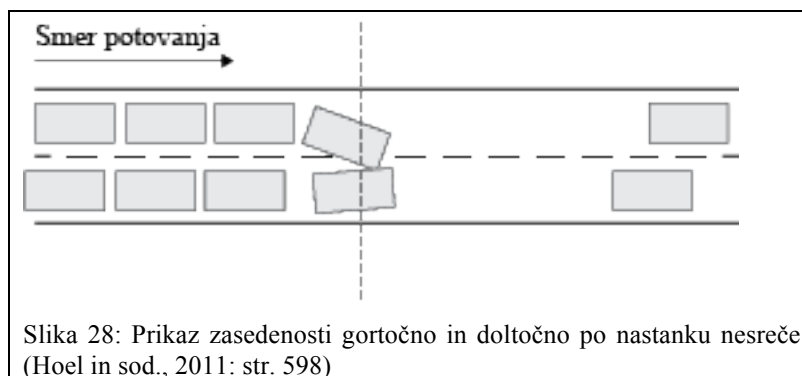 Smer potovanja
Slika 28: Prikaz zasedenosti gortočno in doltočno po nastanku nesreče
(Hoel in sod., 2011: str. 598)